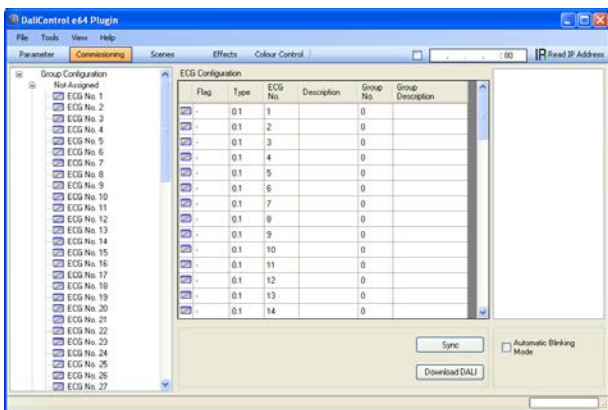 DaliControl e64 Plugin
File Tools View Help
Parameter Commissioning Scenes Effects Colour Control . . . : 00 IP Read IP Address
Group Configuration
Not Assigned
ECG No. 1
ECG No. 2
ECG No. 3
ECG No. 4
ECG No. 5
ECG No. 6
ECG No. 7
ECG No. 8
ECG No. 9
ECG No. 10
ECG No. 11
ECG No. 12
ECG No. 13
ECG No. 14
ECG No. 15
ECG No. 16
ECG No. 17
ECG No. 18
ECG No. 19
ECG No. 20
ECG No. 21
ECG No. 22
ECG No. 23
ECG No. 24
ECG No. 25
ECG No. 26
ECG No. 27
ECG Configuration
Flag Type ECG No. Description Group No. Group Description
- 0.1 1 0
- 0.1 2 0
- 0.1 3 0
- 0.1 4 0
- 0.1 5 0
- 0.1 6 0
- 0.1 7 0
- 0.1 8 0
- 0.1 9 0
- 0.1 10 0
- 0.1 11 0
- 0.1 12 0
- 0.1 13 0
- 0.1 14 0
Sync
Download DALI
Automatic Blinking
Mode